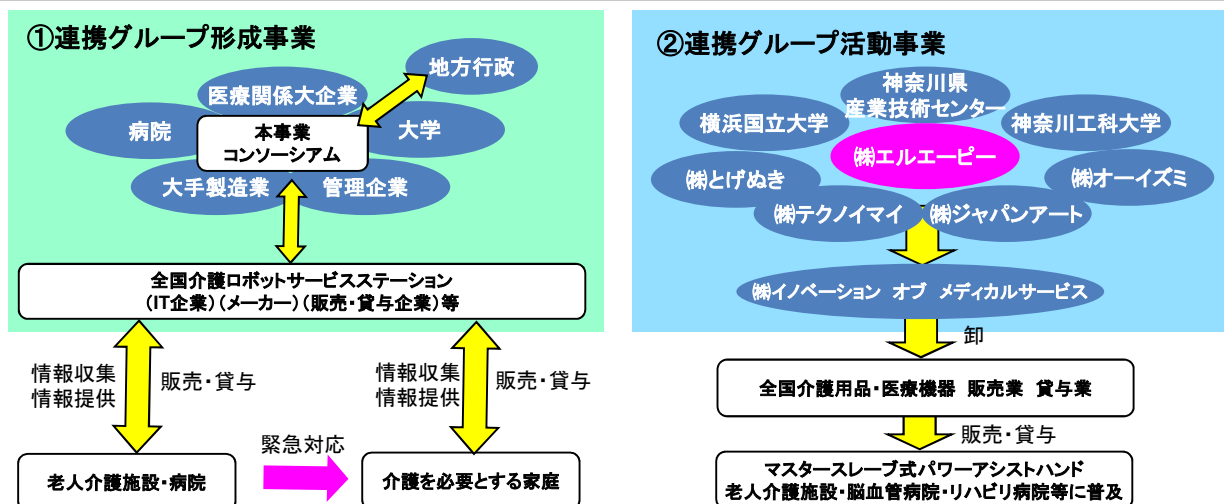 ①連携グループ形成事業
地方行政
医療関係大企業
病院
本事業
コンソーシアム
大学
大手製造業
管理企業
全国介護ロボットサービスステーション
(IT企業)(メーカー)(販売・貸与企業)等
情報収集
情報提供
販売・貸与
情報収集
情報提供
販売・貸与
緊急対応
老人介護施設・病院
介護を必要とする家庭
②連携グループ活動事業
神奈川県
産業技術センター
横浜国立大学
神奈川工科大学
㈱エルエーピー
㈱とげぬき
㈱オーイズミ
㈱テクノイマイ
㈱ジャパンアート
㈱イノベーション オブ メディカルサービス
卸
全国介護用品・医療機器 販売業 貸与業
販売・貸与
マスタースレーブ式パワーアシストハンド
老人介護施設・脳血管病院・リハビリ病院等に普及